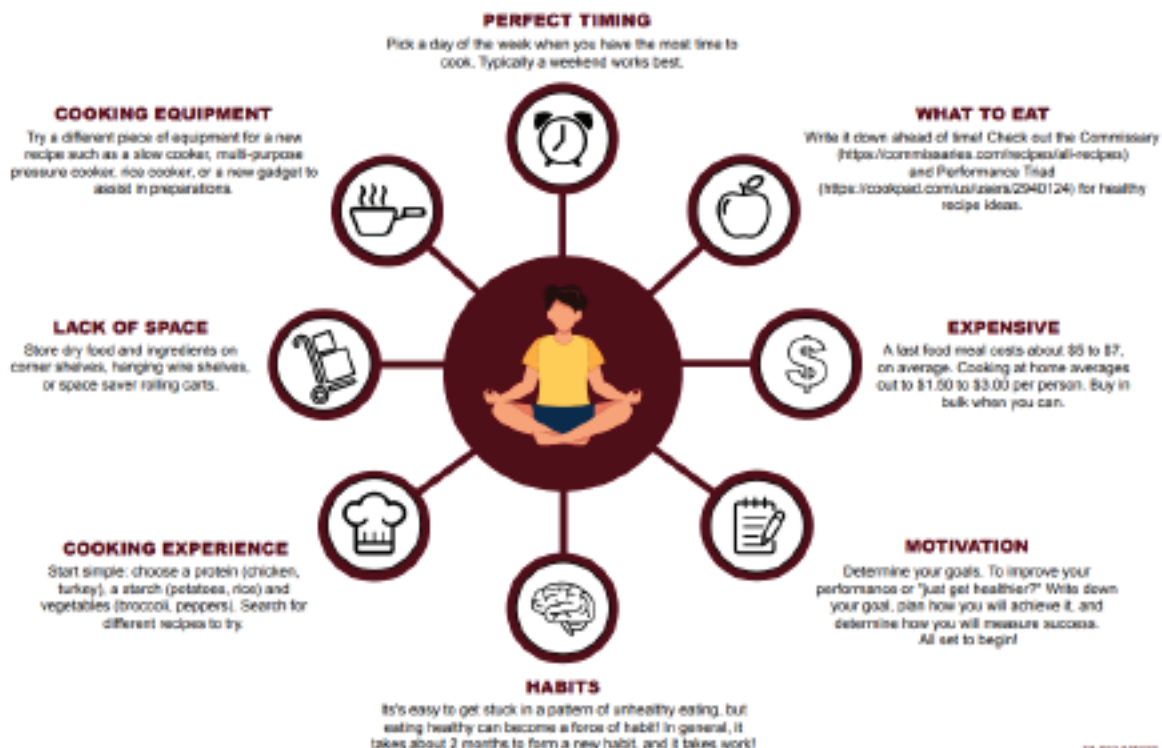 PERFECT TIMING
Pick a day of the week when you have the most time to
cook. Typically a weekend works best.
COOKING EQUIPMENT
Try a different piece of equipment for a new
recipe such as a slow cooker, multi-purpose
pressure cooker, rice cooker, or a new gadget to
assist in preparations.
WHAT TO EAT
Write it down ahead of time! Check out the Commissary
(https://commissaries.com/recipes/all-recipes)
and Performance Triad
(https://cookpad.com/us/users/2940124) for healthy
recipe ideas.
LACK OF SPACE
Store dry food and ingredients on
corner shelves, hanging wire shelves,
or space saver rolling carts.
EXPENSIVE
A fast food meal costs about $5 to $7,
on average. Cooking at home averages
out to $1.50 to $3.00 per person. Buy in
bulk when you can.
COOKING EXPERIENCE
Start simple: choose a protein (chicken,
turkey), a starch (potatoes, rice) and
vegetables (broccoli, peppers). Search for
different recipes to try.
MOTIVATION
Determine your goals. To improve your
performance or "just get healthier?" Write down
your goal, plan how you will achieve it, and
determine how you will measure success.
All set to begin!
HABITS
Its's easy to get stuck in a pattern of unhealthy eating, but
eating healthy can become a force of habit! In general, it
takes about 2 months to form a new habit, and it takes work!